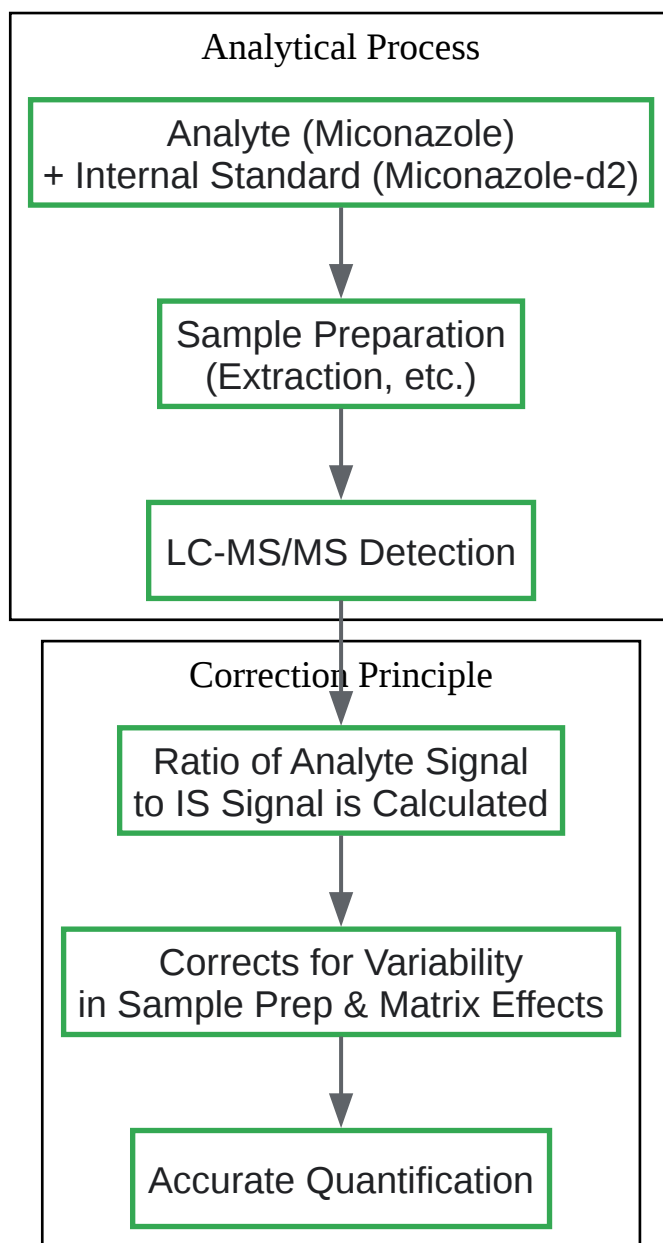 Analytical Process
Analyte (Miconazole)
+ Internal Standard (Miconazole-d2)
Sample Preparation
(Extraction, etc.)
LC-MS/MS Detection
Correction Principle
Ratio of Analyte Signal
to IS Signal is Calculated
Corrects for Variability
in Sample Prep & Matrix Effects
Accurate Quantification